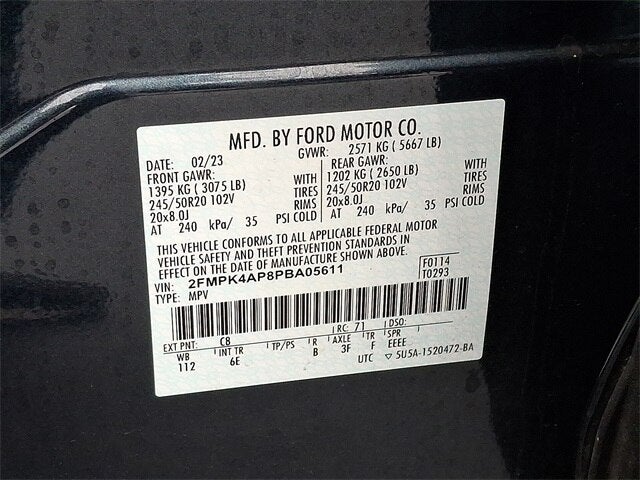 MFD. BY FORD MOTOR CO.
DATE: 02/23 GVWR: 2571 KG ( 5667 LB)
FRONT GAWR: REAR GAWR:
1395 KG ( 3075 LB) WITH 1202 KG ( 2650 LB) WITH
245/50R20 102V TIRES 245/50R20 102V TIRES
20x8.0J RIMS 20x8.0J RIMS
AT 240 kPa/ 35 PSI COLD AT 240 kPa/ 35 PSI COLD
THIS VEHICLE CONFORMS TO ALL APPLICABLE FEDERAL MOTOR
VEHICLE SAFETY AND THEFT PREVENTION STANDARDS IN
EFFECT ON THE DATE OF MANUFACTURE SHOWN ABOVE.
VIN: 2FMPK4AP8PBA05611 F0114
TYPE: MPV T0293
EXT PNT: CB RC: 71 DSO:
WB INT TR TP/PS R AXLE TR SPR
112 6E B 3F F EEEE
UTC ▽ 5U5A-1520472-BA